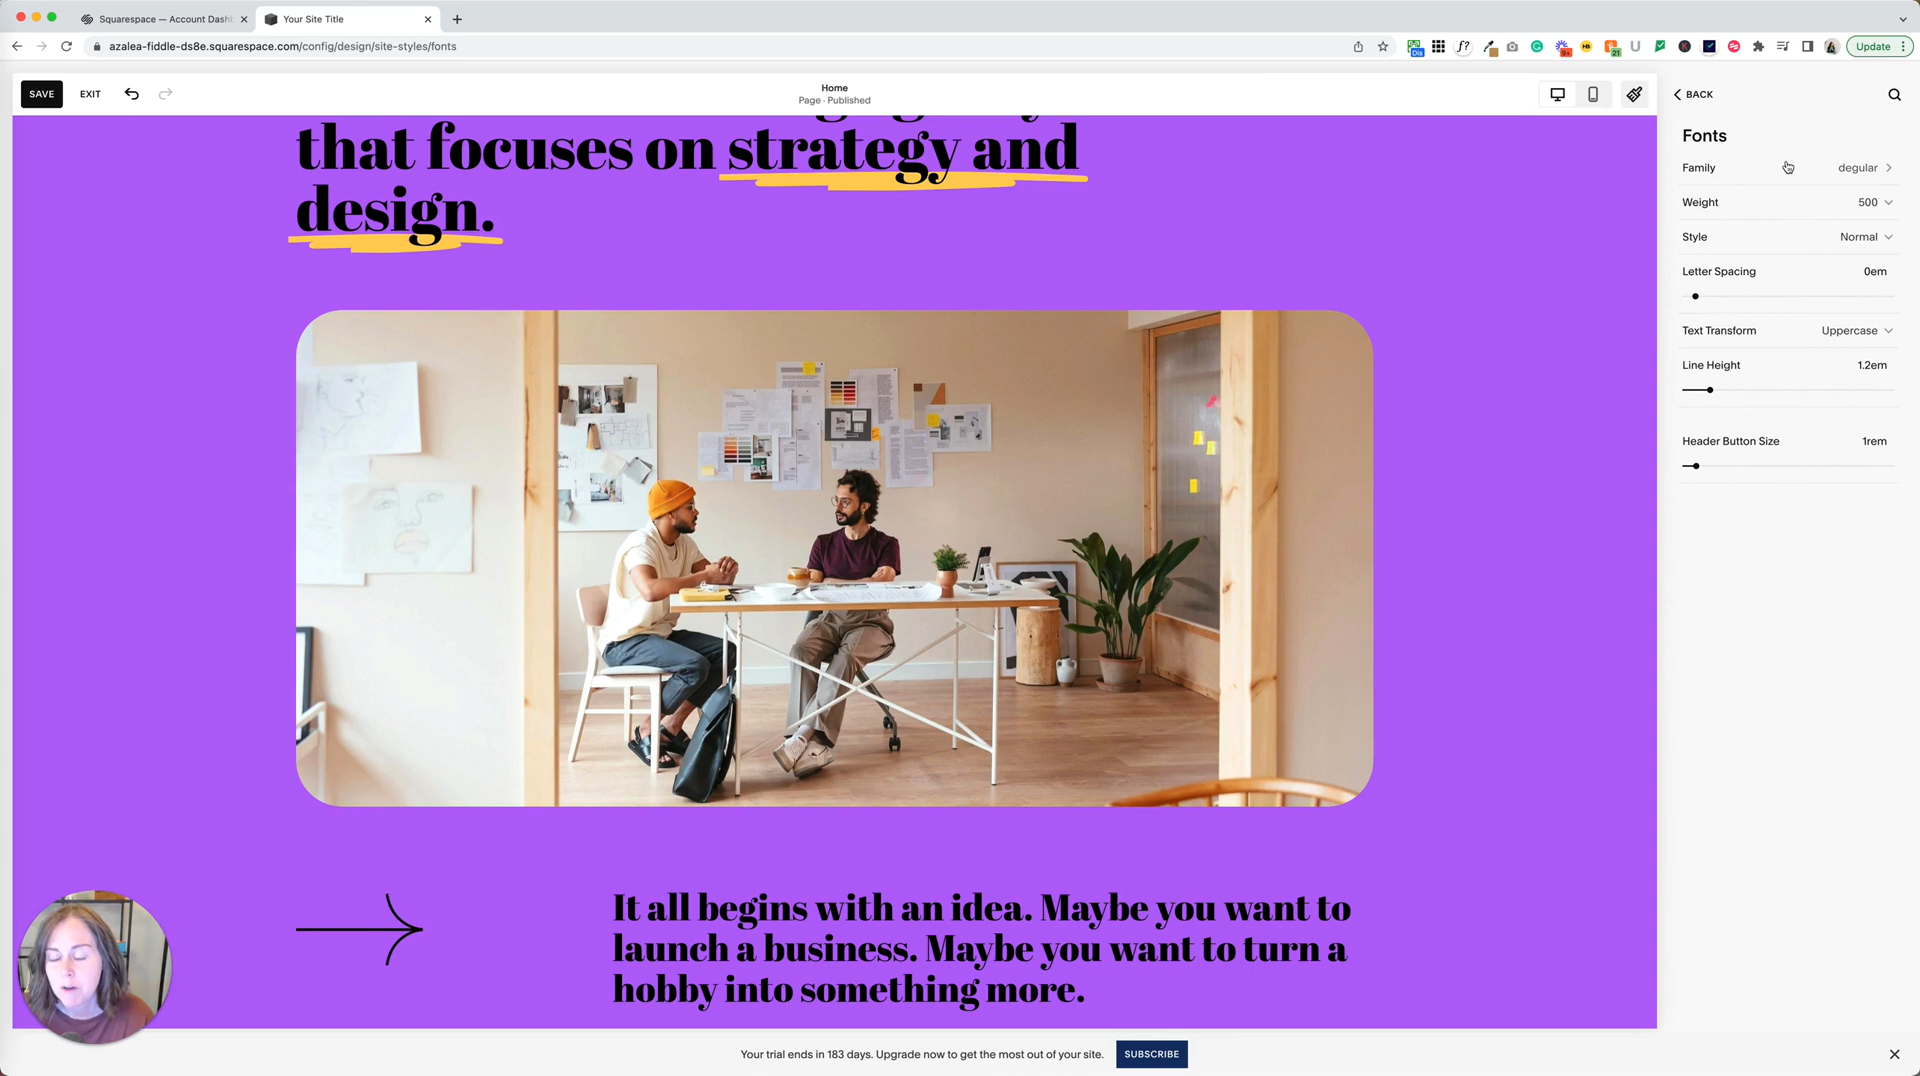 Squarespace — Account Dash
Your Site Title
azalea-fiddle-ds8e.squarespace.com/config/design/site-styles/fonts
Update
SAVE
EXIT
Home
Page · Published
BACK
that focuses on strategy and
design.
Fonts
Family
degular
Weight
500
Style
Normal
Letter Spacing
0em
Text Transform
Uppercase
Line Height
1.2em
Header Button Size
1rem
It all begins with an idea. Maybe you want to
launch a business. Maybe you want to turn a
hobby into something more.
Your trial ends in 183 days. Upgrade now to get the most out of your site.
SUBSCRIBE